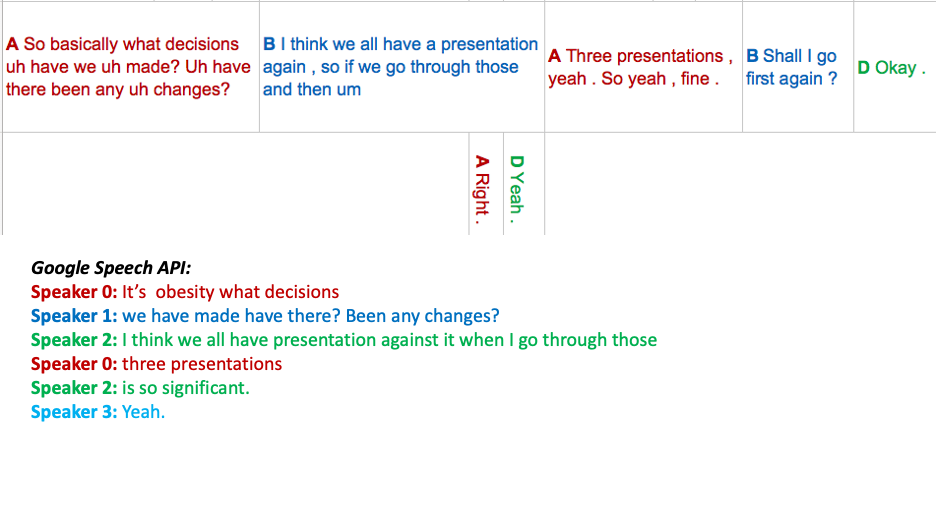 A So basically what decisions
uh have we uh made? Uh have
there been any uh changes?
B I think we all have a presentation
again , so if we go through those
and then um
A Three presentations ,
yeah . So yeah , fine .
B Shall I go
first again ?
D Okay .
A Right .
D Yeah .
Google Speech API:
Speaker 0: It's  obesity what decisions
Speaker 1: we have made have there? Been any changes?
Speaker 2: I think we all have presentation against it when I go through those
Speaker 0: three presentations
Speaker 2: is so significant.
Speaker 3: Yeah.